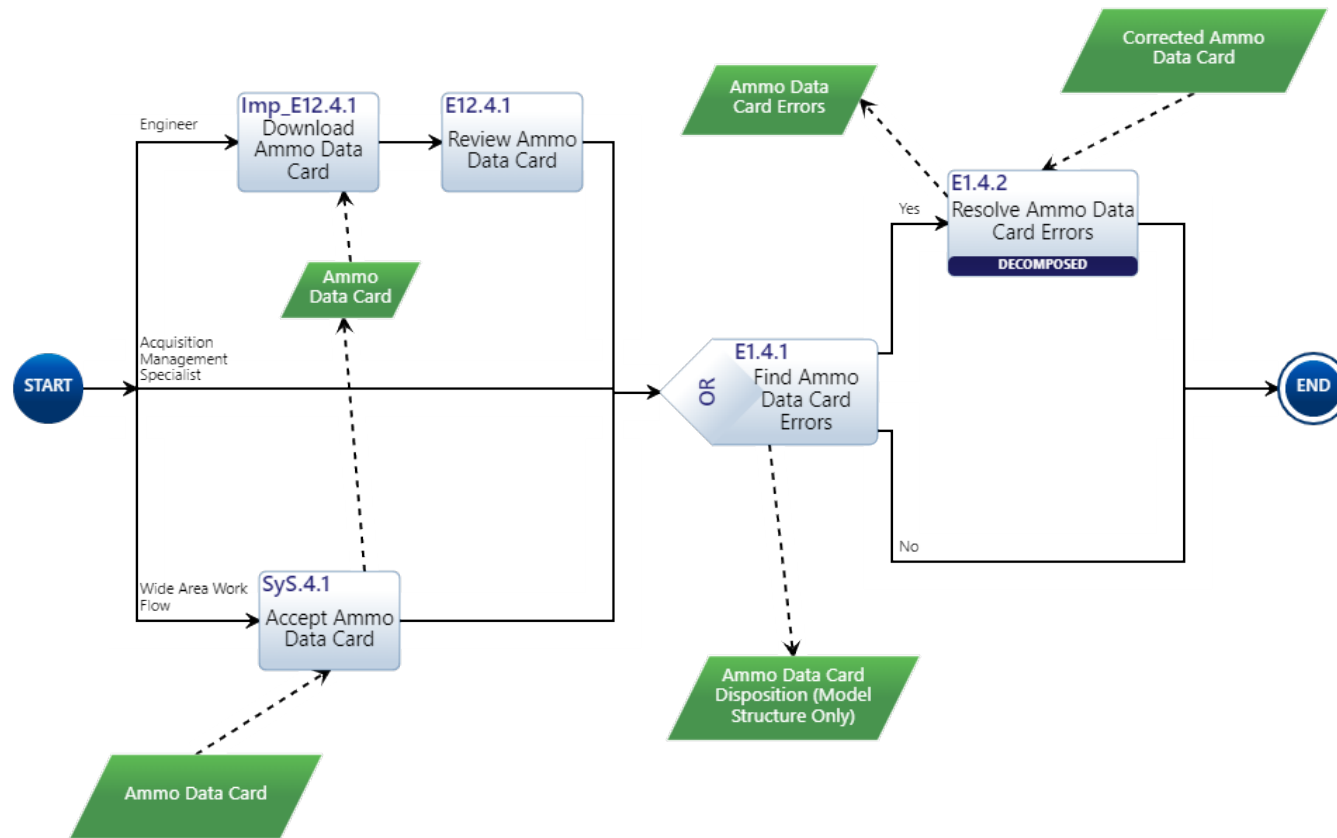 Engineer
Imp_E12.4.1
Download
Ammo Data
Card
E12.4.1
Review Ammo
Data Card
Ammo Data
Card Errors
Corrected Ammo
Data Card
E1.4.2
Resolve Ammo Data
Card Errors
DECOMPOSED
Yes
Ammo
Data Card
START
Acquisition
Management
Specialist
OR
E1.4.1
Find Ammo
Data Card
Errors
END
No
Wide Area Work
Flow
SyS.4.1
Accept Ammo
Data Card
Ammo Data Card
Disposition (Model
Structure Only)
Ammo Data Card